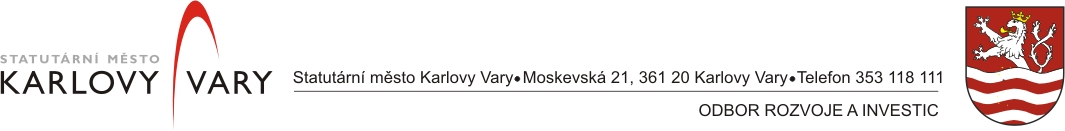 STATUTÁRNÍ MĚSTO
KARLOVY VARY
Statutární město Karlovy Vary•Moskevská 21, 361 20 Karlovy Vary•Telefon 353 118 111
ODBOR ROZVOJE A INVESTIC